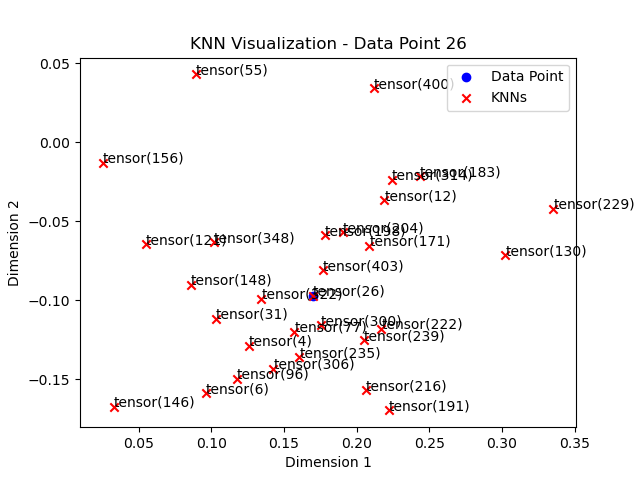 KNN Visualization - Data Point 26
Data Point
KNNs
tensor(55)
tensor(400)
tensor(156)
tensor(183)
tensor(314)
tensor(12)
tensor(229)
tensor(204)
tensor(198)
tensor(348)
tensor(171)
tensor(130)
tensor(403)
tensor(148)
tensor(26)
tensor(31)
tensor(300)
tensor(77)
tensor(222)
tensor(239)
tensor(4)
tensor(235)
tensor(306)
tensor(96)
tensor(6)
tensor(216)
tensor(146)
tensor(191)
0.05
0.00
−0.05
−0.10
−0.15
Dimension 2
0.05
0.10
0.15
0.20
0.25
0.30
0.35
Dimension 1